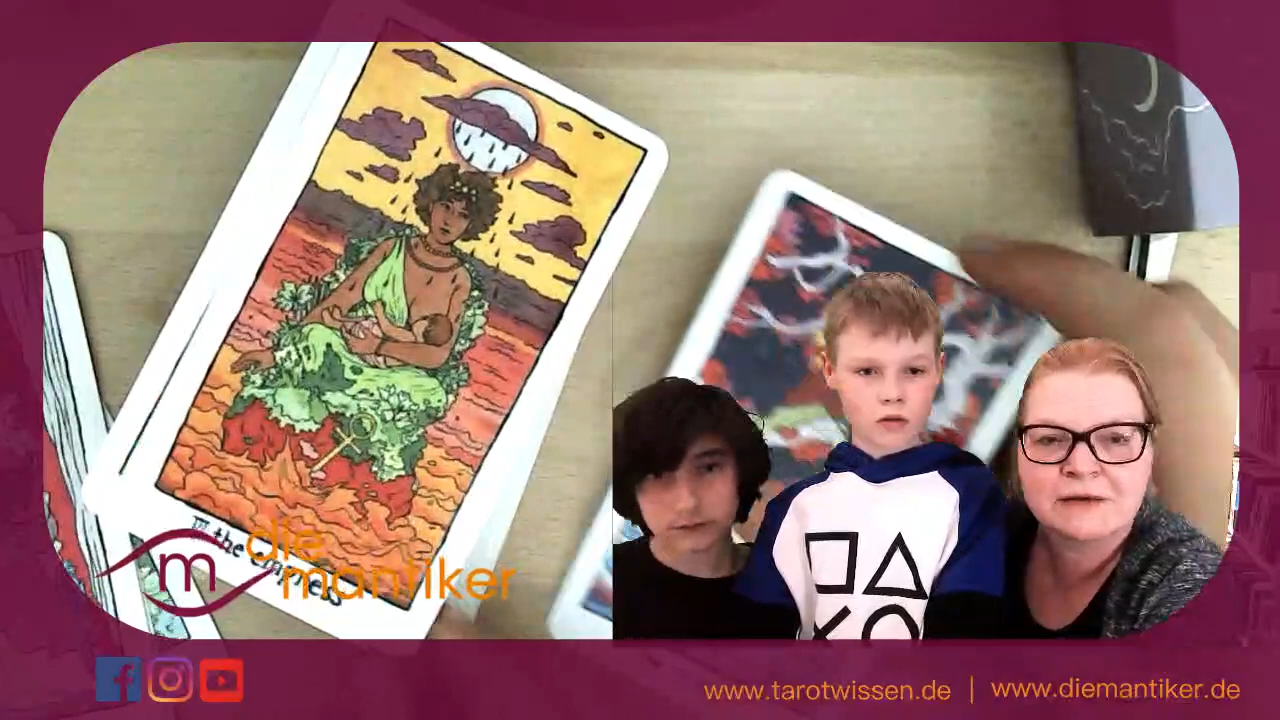 III the empress
m die
mantiker
www.tarotwissen.de | www.diemantiker.de